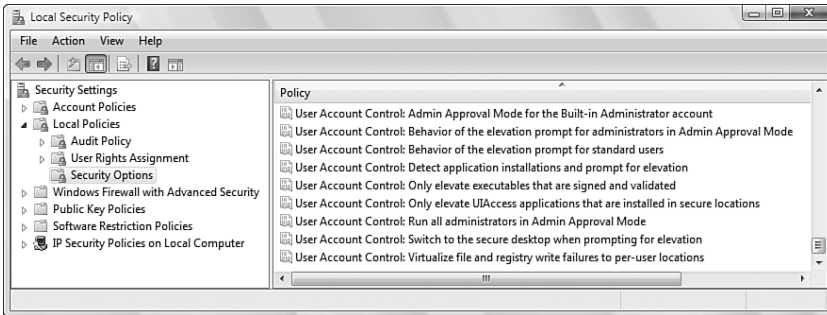 Local Security Policy
File Action View Help
Security Settings
Account Policies
Local Policies
Audit Policy
User Rights Assignment
Security Options
Windows Firewall with Advanced Security
Public Key Policies
Software Restriction Policies
IP Security Policies on Local Computer
Policy
User Account Control: Admin Approval Mode for the Built-in Administrator account
User Account Control: Behavior of the elevation prompt for administrators in Admin Approval Mode
User Account Control: Behavior of the elevation prompt for standard users
User Account Control: Detect application installations and prompt for elevation
User Account Control: Only elevate executables that are signed and validated
User Account Control: Only elevate UIAccess applications that are installed in secure locations
User Account Control: Run all administrators in Admin Approval Mode
User Account Control: Switch to the secure desktop when prompting for elevation
User Account Control: Virtualize file and registry write failures to per-user locations